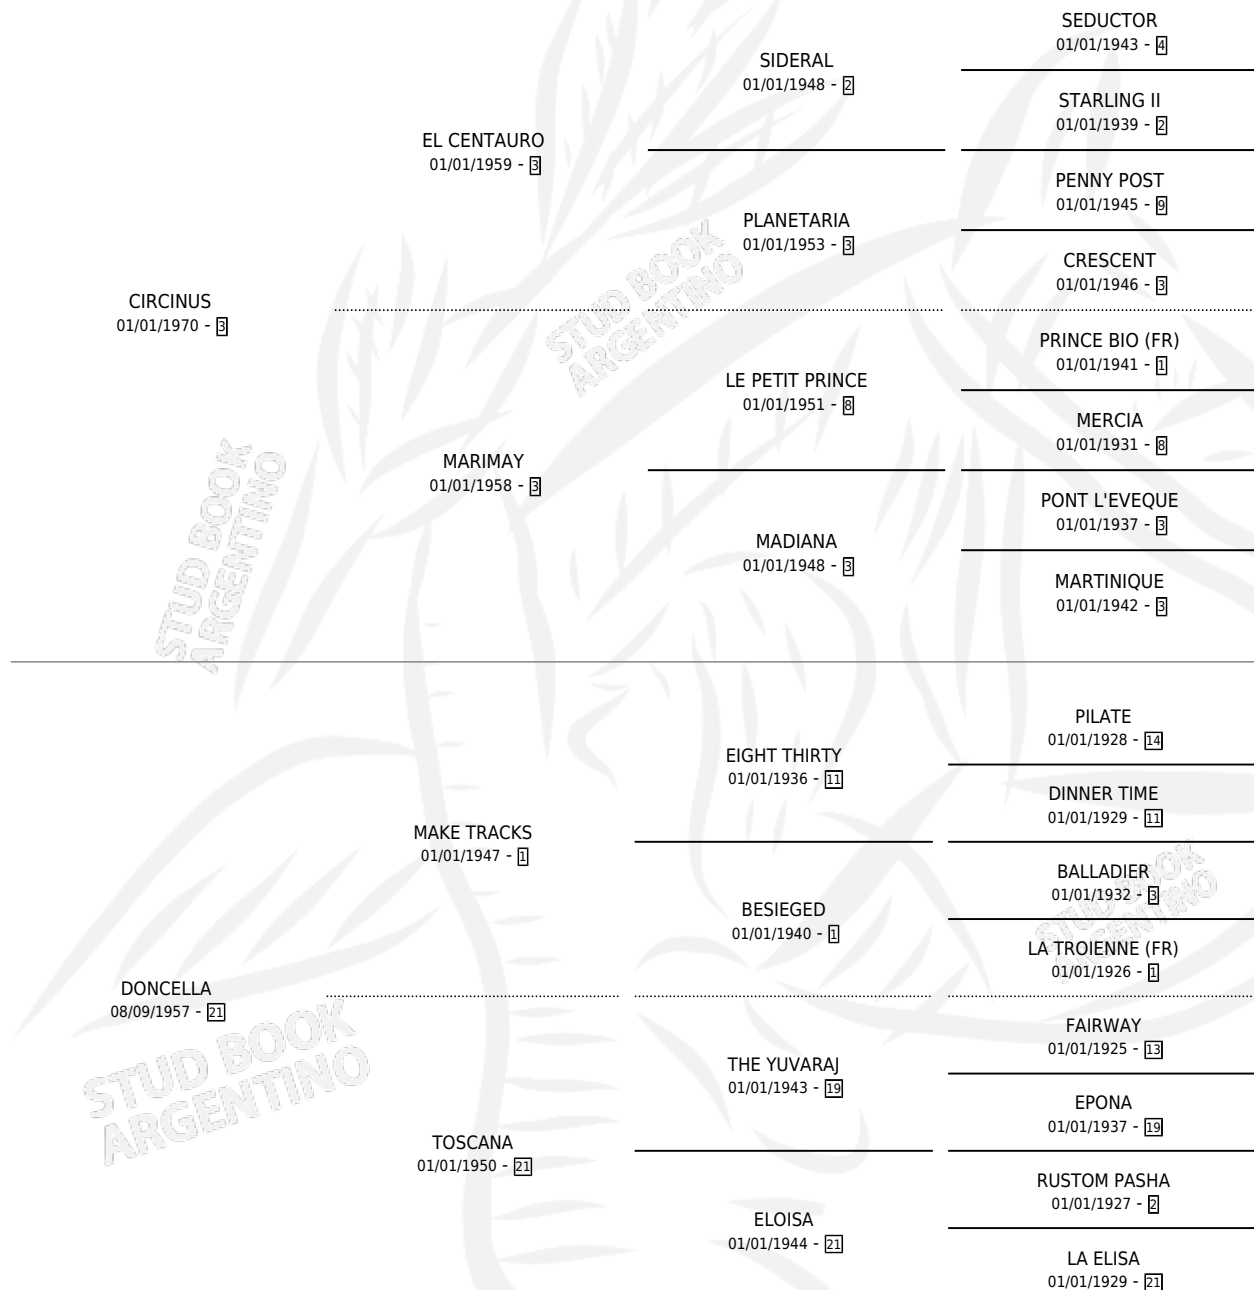 SEDUCTOR
01/01/1943 - 4
SIDERAL
01/01/1948 - 2
STARLING II
01/01/1939 - 2
EL CENTAURO
01/01/1959 - 3
PENNY POST
01/01/1945 - 9
PLANETARIA
01/01/1953 - 3
CRESCENT
01/01/1946 - 3
CIRCINUS
01/01/1970 - 3
PRINCE BIO (FR)
01/01/1941 - 1
LE PETIT PRINCE
01/01/1951 - 8
MERCIA
01/01/1931 - 8
MARIMAY
01/01/1958 - 3
PONT L'EVEQUE
01/01/1937 - 3
MADIANA
01/01/1948 - 3
MARTINIQUE
01/01/1942 - 3
PILATE
01/01/1928 - 14
EIGHT THIRTY
01/01/1936 - 11
DINNER TIME
01/01/1929 - 11
MAKE TRACKS
01/01/1947 - 1
BALLADIER
01/01/1932 - 3
BESIEGED
01/01/1940 - 1
LA TROIENNE (FR)
01/01/1926 - 1
DONCELLA
08/09/1957 - 21
FAIRWAY
01/01/1925 - 13
THE YUVARAJ
01/01/1943 - 19
EPONA
01/01/1937 - 19
TOSCANA
01/01/1950 - 21
RUSTOM PASHA
01/01/1927 - 2
ELOISA
01/01/1944 - 21
LA ELISA
01/01/1929 - 21
STUD BOOK
ARGENTINO
STUD BOOK
ARGENTINO
STUD BOOK
ARGENTINO
STUD BOOK
ARGENTINO